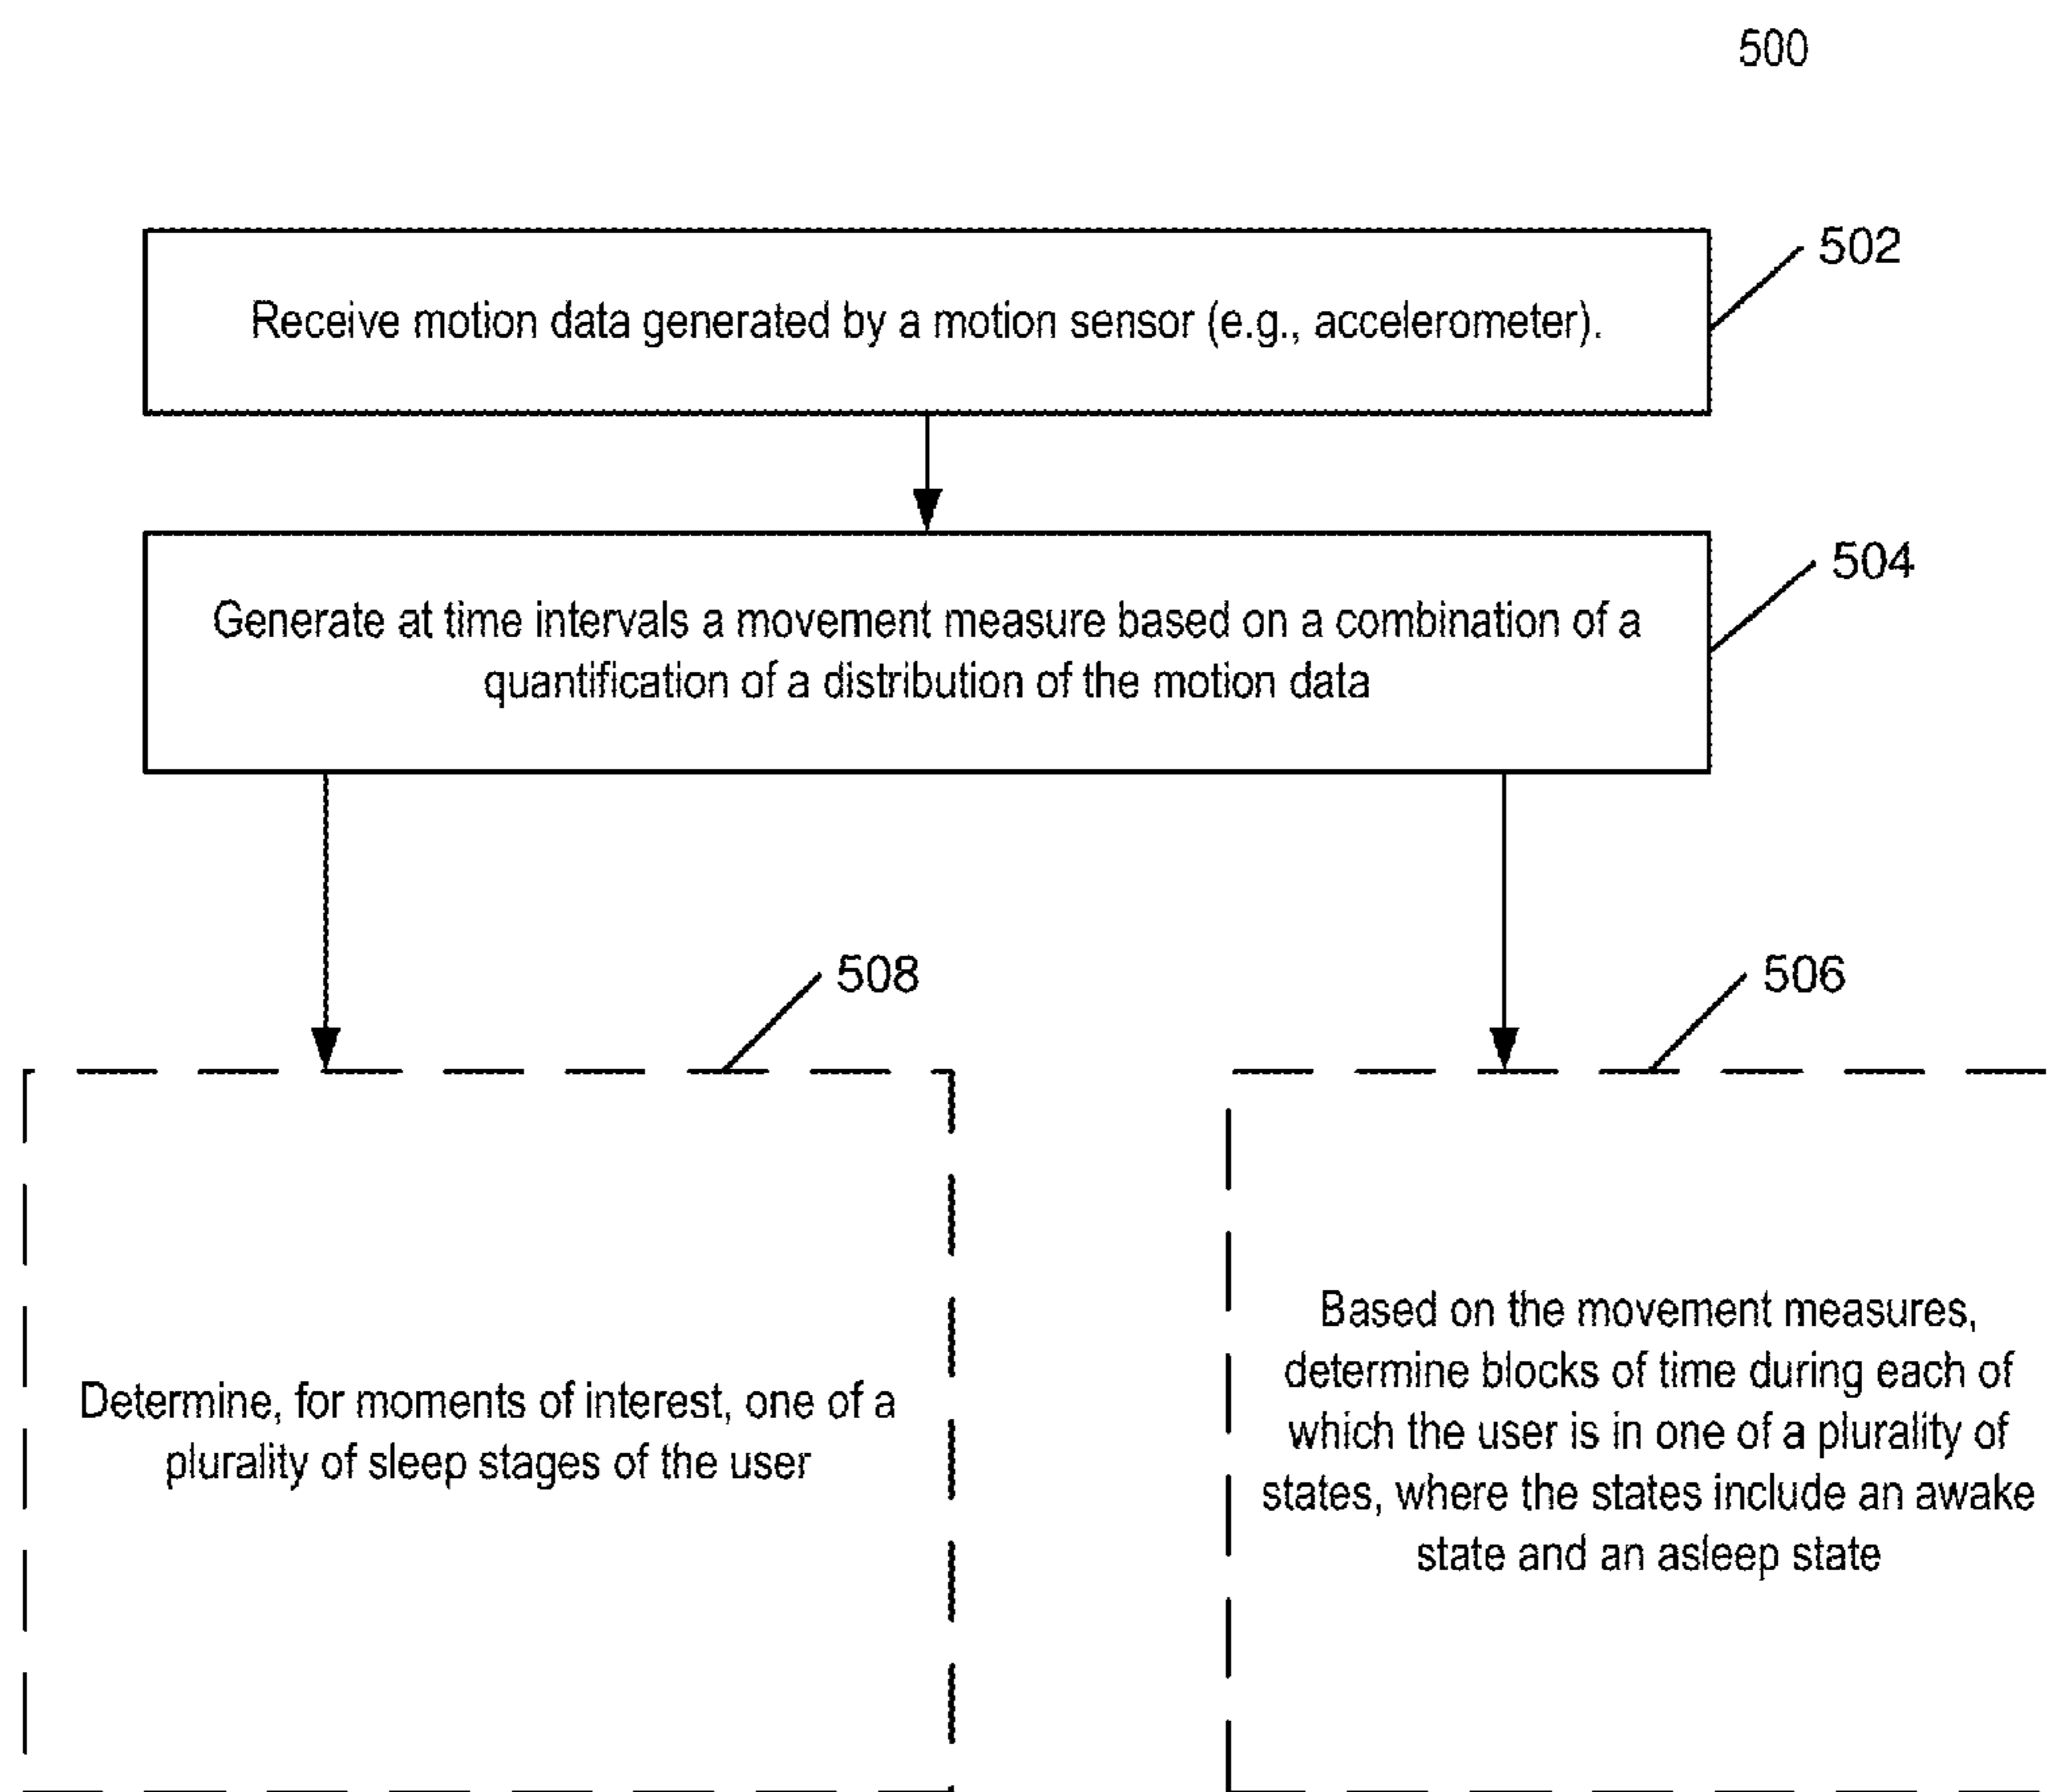 500
502
Receive motion data generated by a motion sensor (e.g., accelerometer).
504
Generate at time intervals a movement measure based on a combination of a
quantification of a distribution of the motion data
508
506
Determine, for moments of interest, one of a
plurality of sleep stages of the user
Based on the movement measures,
determine blocks of time during each of
which the user is in one of a plurality of
states, where the states include an awake
state and an asleep state